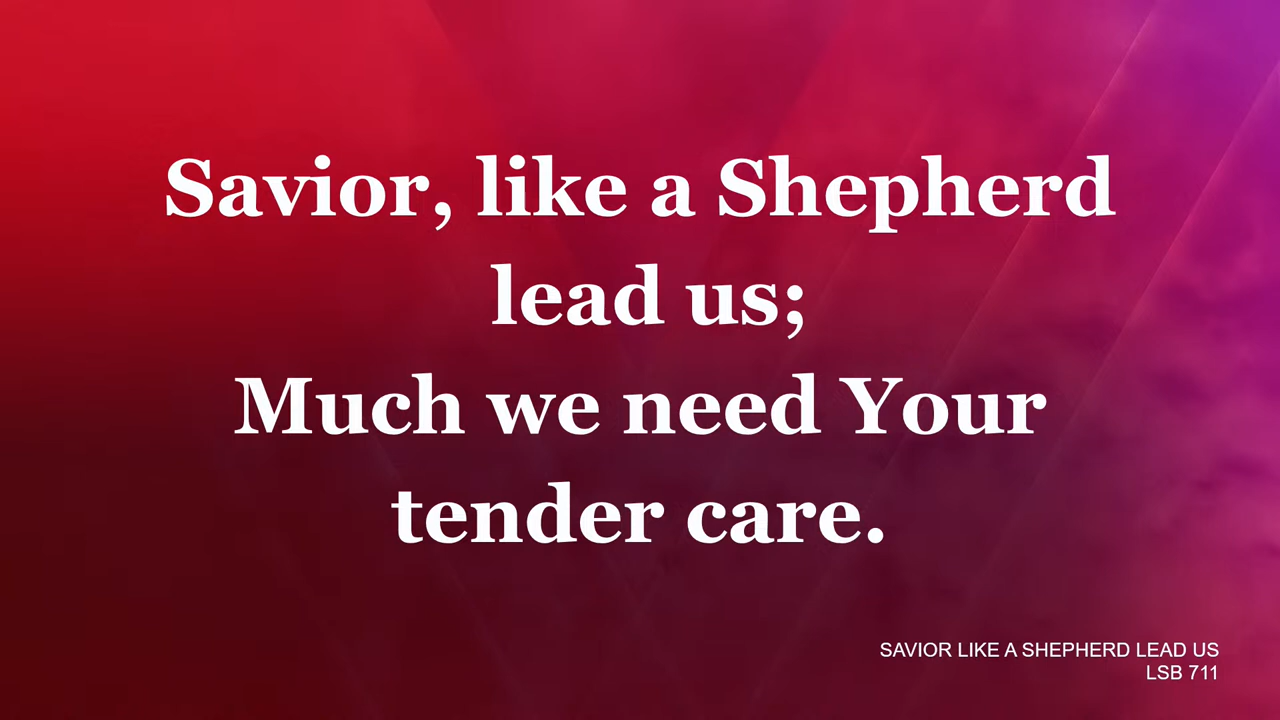 Savior, like a Shepherd
lead us;
Much we need Your
tender care.
SAVIOR LIKE A SHEPHERD LEAD US
LSB 711